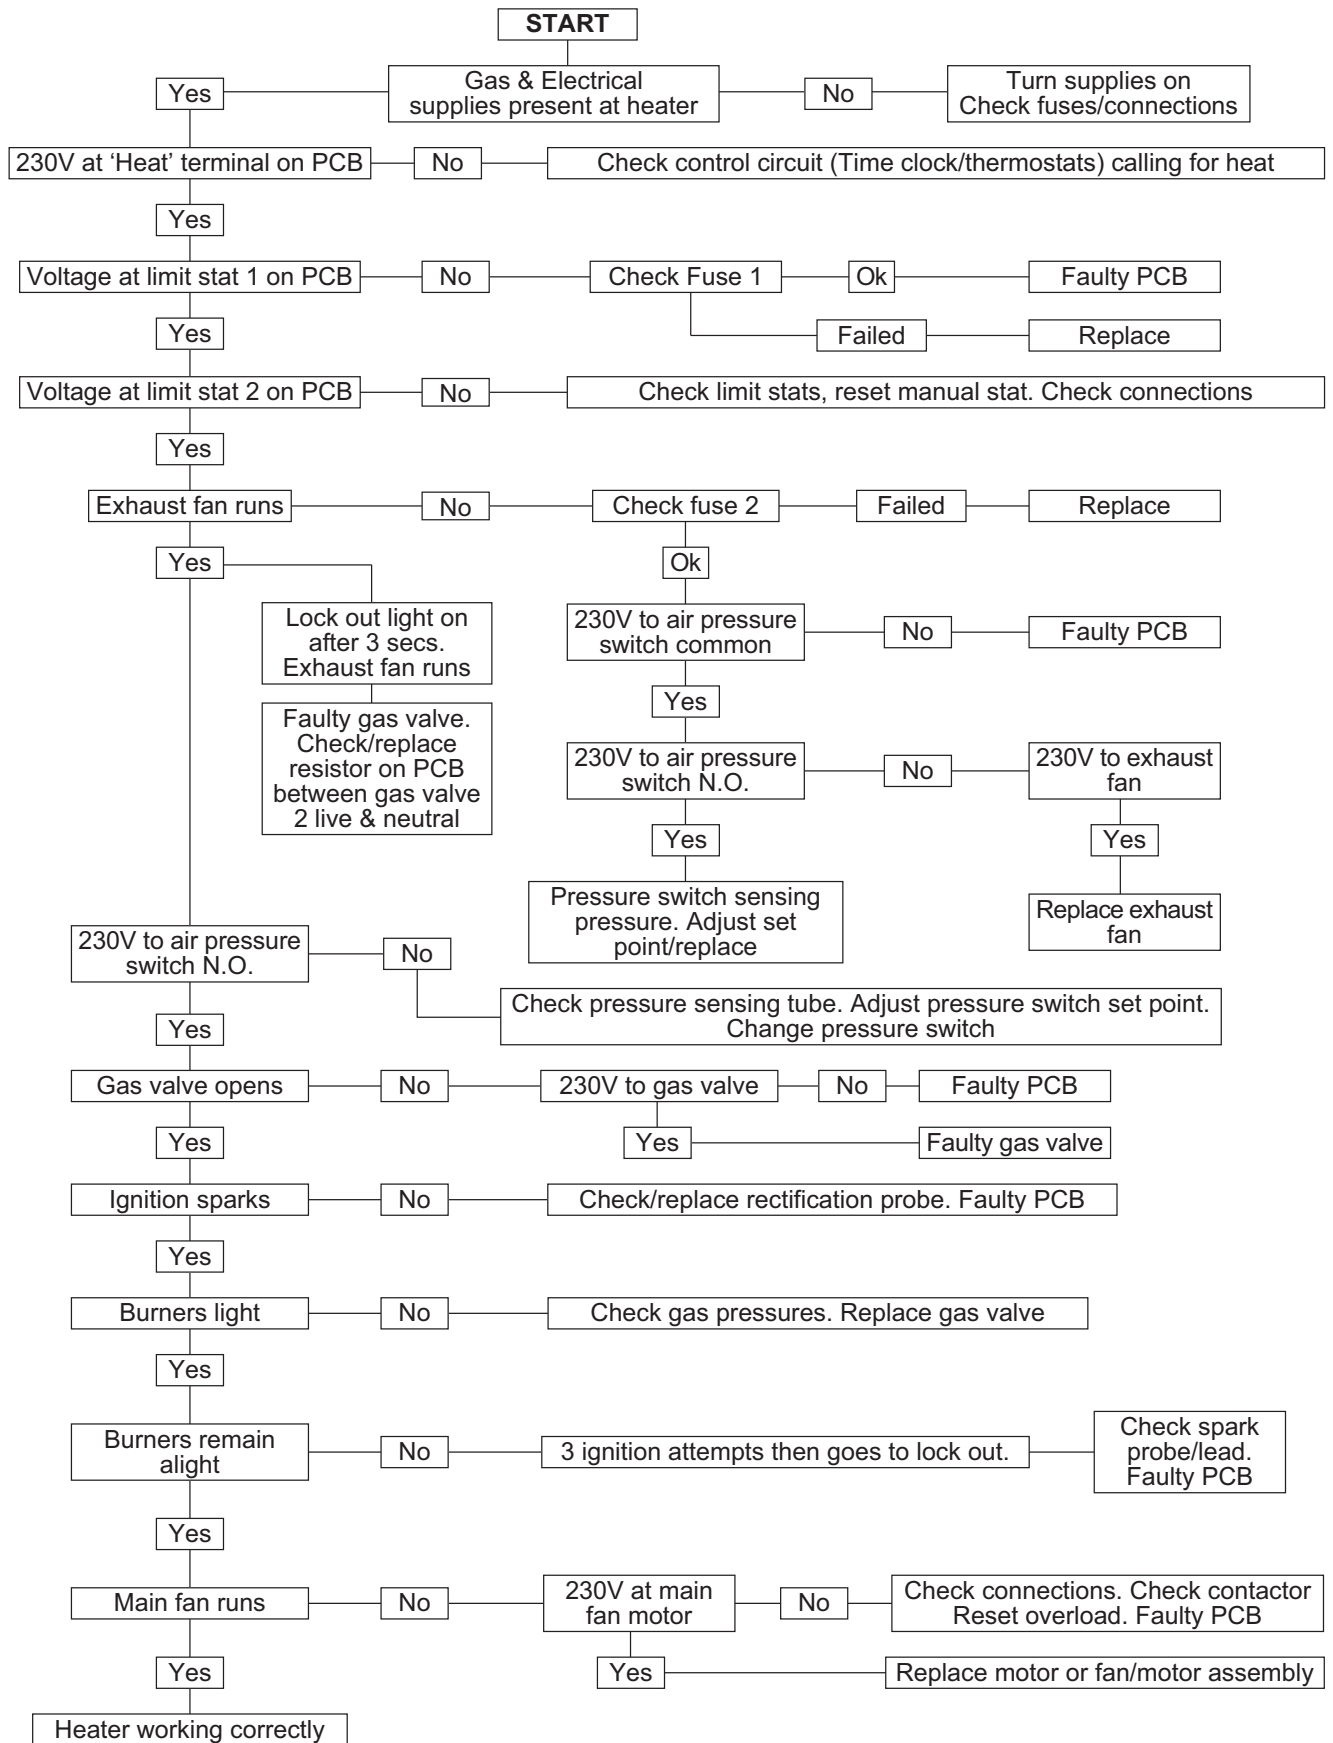 START
Gas & Electrical
supplies present at heater
Yes
No
Turn supplies on
Check fuses/connections
230V at ‘Heat’ terminal on PCB
No
Check control circuit (Time clock/thermostats) calling for heat
Yes
Voltage at limit stat 1 on PCB
No
Check Fuse 1
Ok
Faulty PCB
Yes
Failed
Replace
Voltage at limit stat 2 on PCB
No
Check limit stats, reset manual stat. Check connections
Yes
Exhaust fan runs
No
Check fuse 2
Failed
Replace
Yes
Ok
Lock out light on
after 3 secs.
Exhaust fan runs
230V to air pressure
switch common
No
Faulty PCB
Yes
Faulty gas valve.
Check/replace
resistor on PCB
between gas valve
2 live & neutral
230V to air pressure
switch N.O.
No
230V to exhaust
fan
Yes
Yes
Pressure switch sensing
pressure. Adjust set
point/replace
Replace exhaust
fan
230V to air pressure
switch N.O.
No
Check pressure sensing tube. Adjust pressure switch set point.
Change pressure switch
Yes
Gas valve opens
No
230V to gas valve
No
Faulty PCB
Yes
Yes
Faulty gas valve
Ignition sparks
No
Check/replace rectification probe. Faulty PCB
Yes
Burners light
No
Check gas pressures. Replace gas valve
Yes
Burners remain
alight
No
3 ignition attempts then goes to lock out.
Check spark
probe/lead.
Faulty PCB
Yes
Main fan runs
No
230V at main
fan motor
No
Check connections. Check contactor
Reset overload. Faulty PCB
Yes
Yes
Replace motor or fan/motor assembly
Heater working correctly